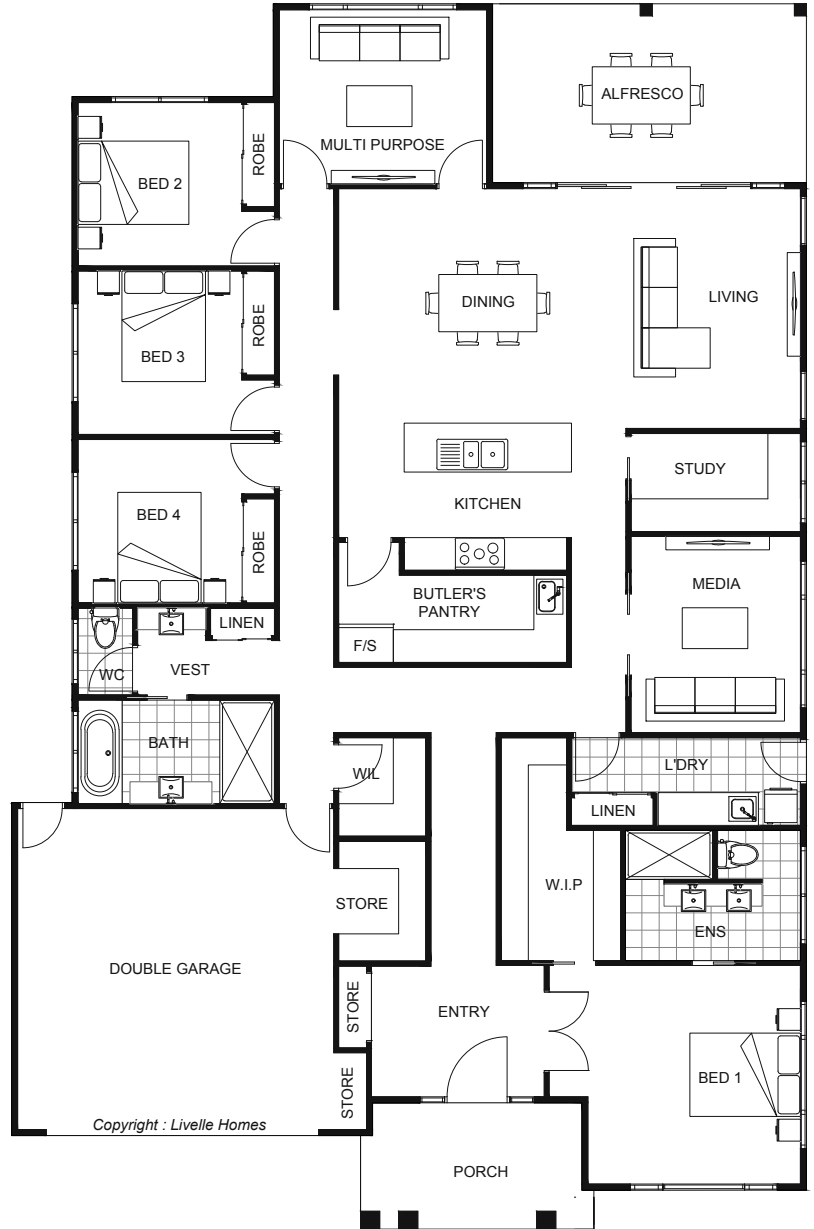 ALFRESCO
MULTI PURPOSE
BED 2
ROBE
DINING
LIVING
BED 3
ROBE
STUDY
KITCHEN
BED 4
ROBE
MEDIA
BUTLER'S
PANTRY
LINEN
F/S
WC
VEST
BATH
WIL
L'DRY
LINEN
W.I.P
STORE
ENS
DOUBLE GARAGE
STORE
ENTRY
BED 1
STORE
Copyright : Livelle Homes
PORCH